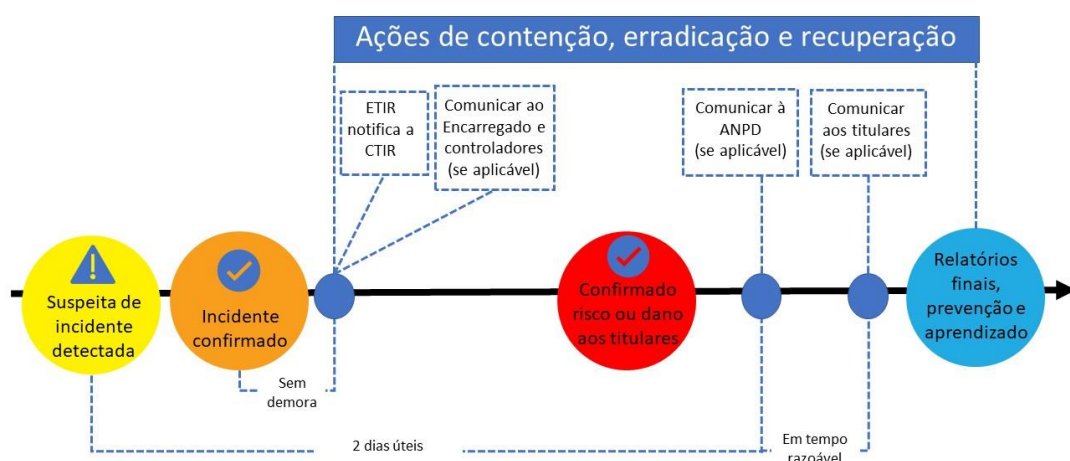 Ações de contenção, erradicação e recuperação
ETIR
notifica a
CTIR
Comunicar ao
Encarregado e
controladores
(se aplicável)
Comunicar à
ANPD
(se aplicável)
Comunicar
aos titulares
(se aplicável)
Suspeita de
incidente
detectada
Incidente
confirmado
Confirmado
risco ou dano
aos titulares
Relatórios
finais,
prevenção e
aprendizado
Sem
demora
2 dias úteis
Em tempo
razoável